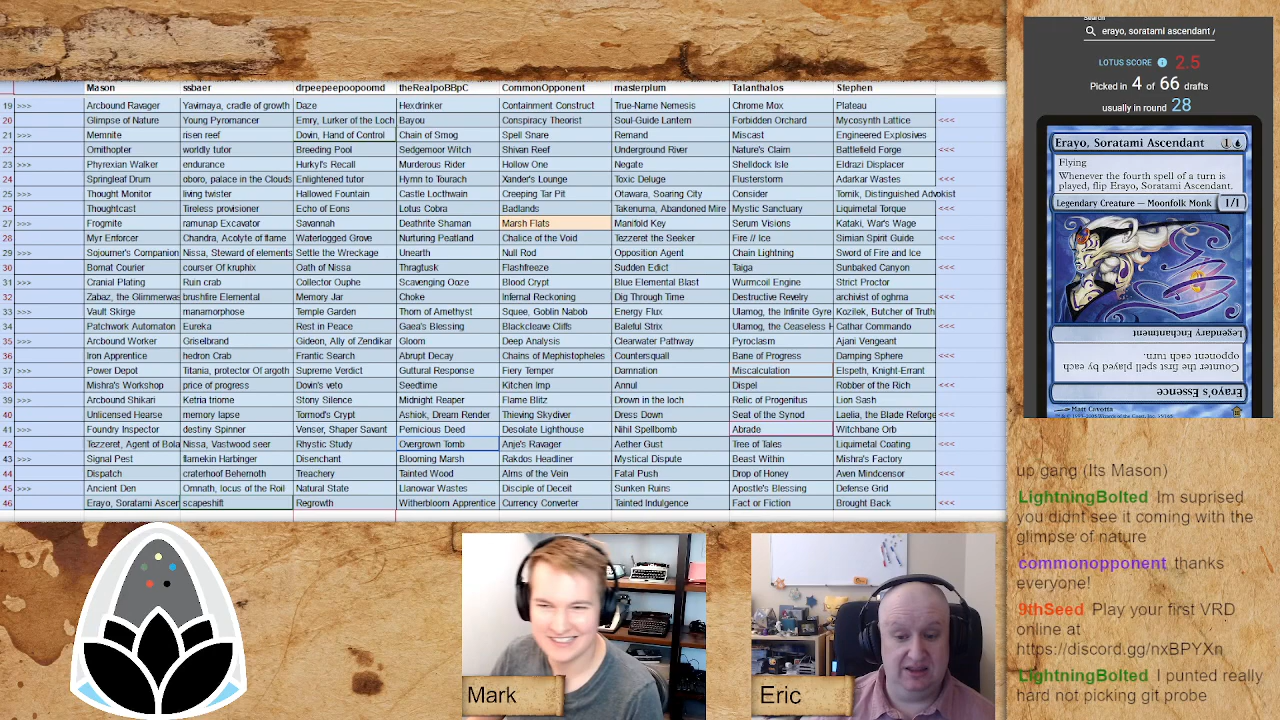 Mason ssbaer drpeepeepoopoomd theRealpoBBpC CommonOpponent masterplum Talanthalos Stephen
19 >>> Arcbound Ravager Yavimaya, cradle of growth Daze Hexdrinker Containment Construct True-Name Nemesis Chrome Mox Plateau
20 Glimpse of Nature Young Pyromancer Emry, Lurker of the Loch Bayou Conspiracy Theorist Soul-Guide Lantern Forbidden Orchard Mycosynth Lattice <<<
21 >>> Memnite risen reef Dovin, Hand of Control Chain of Smog Spell Snare Remand Miscast Engineered Explosives
22 Ornithopter worldly tutor Breeding Pool Sedgemoor Witch Shivan Reef Underground River Nature's Claim Battlefield Forge <<<
23 >>> Phyrexian Walker endurance Hurkyl's Recall Murderous Rider Hollow One Negate Shelldock Isle Eldrazi Displacer
24 Springleaf Drum oboro, palace in the Clouds Enlightened tutor Hymn to Tourach Xander's Lounge Toxic Deluge Flusterstorm Adarkar Wastes <<<
25 >>> Thought Monitor living twister Hallowed Fountain Castle Locthwain Creeping Tar Pit Otawara, Soaring City Consider Tomik, Distinguished Advokist
26 Thoughtcast Tireless provisioner Echo of Eons Lotus Cobra Badlands Takenuma, Abandoned Mire Mystic Sanctuary Liquimetal Torque <<<
27 >>> Frogmite ramunap Excavator Savannah Deathrite Shaman Marsh Flats Manifold Key Serum Visions Kataki, War's Wage
28 Myr Enforcer Chandra, Acolyte of flame Waterlogged Grove Nurturing Peatland Chalice of the Void Tezzeret the Seeker Fire // Ice Simian Spirit Guide <<<
29 >>> Sojourner's Companion Nissa, Steward of elements Settle the Wreckage Unearth Null Rod Opposition Agent Chain Lightning Sword of Fire and Ice
30 Bomat Courier courser Of kruphix Oath of Nissa Thragtusk Flashfreeze Sudden Edict Taiga Sunbaked Canyon <<<
31 >>> Cranial Plating Ruin crab Collector Ouphe Scavenging Ooze Blood Crypt Blue Elemental Blast Wurmcoil Engine Strict Proctor
32 Zabaz, the Glimmerwas brushfire Elemental Memory Jar Choke Infernal Reckoning Dig Through Time Destructive Revelry archivist of oghma <<<
33 >>> Vault Skirge manamorphose Temple Garden Thorn of Amethyst Squee, Goblin Nabob Energy Flux Ulamog, the Infinite Gyre Kozilek, Butcher of Truth
34 Patchwork Automaton Eureka Rest in Peace Gaea's Blessing Blackcleave Cliffs Baleful Strix Ulamog, the Ceaseless H Cathar Commando <<<
35 >>> Arcbound Worker Griselbrand Gideon, Ally of Zendikar Gloom Deep Analysis Clearwater Pathway Pyroclasm Ajani Vengeant
36 Iron Apprentice hedron Crab Frantic Search Abrupt Decay Chains of Mephistopheles Countersquall Bane of Progress Damping Sphere <<<
37 >>> Power Depot Titania, protector Of argoth Supreme Verdict Guttural Response Fiery Temper Damnation Miscalculation Elspeth, Knight-Errant
38 Mishra's Workshop price of progress Dovin's veto Seedtime Kitchen Imp Annul Dispel Robber of the Rich <<<
39 >>> Arcbound Shikari Ketria triome Stony Silence Midnight Reaper Flame Blitz Drown in the loch Relic of Progenitus Lion Sash
40 Unlicensed Hearse memory lapse Tormod's Crypt Ashiok, Dream Render Thieving Skydiver Dress Down Seat of the Synod Laelia, the Blade Reforge <<<
41 >>> Foundry Inspector destiny Spinner Venser, Shaper Savant Desolate Lighthouse Nihil Spellbomb Abrade Witchbane Orb
42 Tezzeret, Agent of Bola Nissa, Vastwood seer Rhystic Study Overgrown Tomb Anje's Ravager Aether Gust Tree of Tales Liquimetal Coating <<<
43 >>> Signal Pest flamekin Harbinger Disenchant Blooming Marsh Rakdos Headliner Mystical Dispute Beast Within Mishra's Factory
44 Dispatch craterhoof Behemoth Treachery Tainted Wood Alms of the Vein Fatal Push Drop of Honey Aven Mindcensor <<<
45 >>> Ancient Den Omnath, locus of the Roil Natural State Llanowar Wastes Disciple of Deceit Sunken Ruins Apostle's Blessing Defense Grid
46 Erayo, Soratami Ascer scapeshift Regrowth Witherbloom Apprentice Currency Converter Tainted Indulgence Fact or Fiction Brought Back <<<
erayo, soratami ascendant /
LOTUS SCORE 2.5
Picked in 4 of 66 drafts
usually in round 28
Erayo, Soratami Ascendant 1
Flying
Whenever the fourth spell of a turn is
played, flip Erayo, Soratami Ascendant.
Legendary Creature — Moonfolk Monk 1/1
Legendary Enchantment
Counter the first spell played by each
opponent each turn.
Erayo's Essence
Matt Cavotta
up gang (Its Mason)
LightningBolted Im suprised
you didnt see it coming with the
glimpse of nature
commonopponent thanks
everyone!
9thSeed Play your first VRD
online at
https://discord.gg/nxBPYXn
LightningBolted I punted really
hard not picking git probe
Mark
Eric